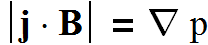 |j · B| = ∇ p